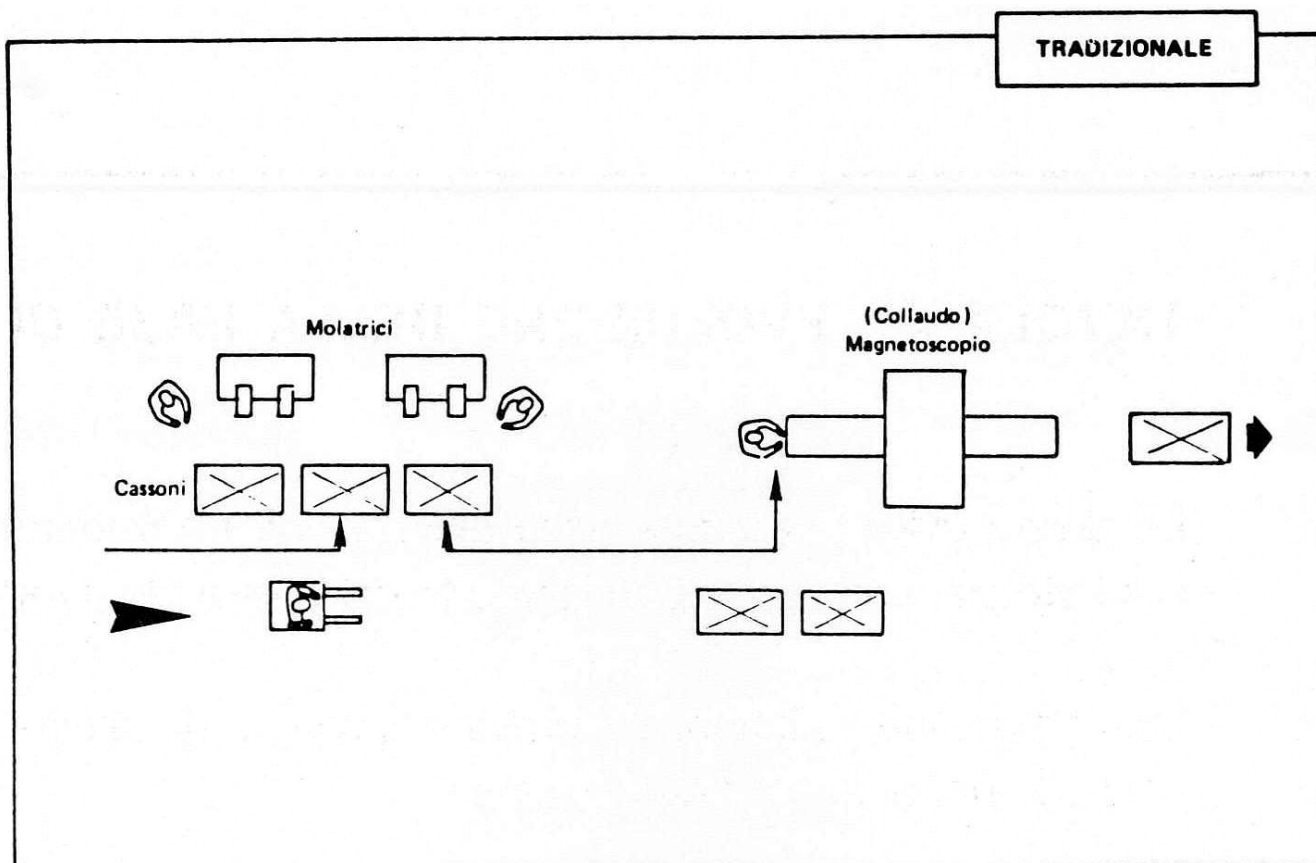 TRADIZIONALE
Molatrici
(Collaudo)
Magnetoscopio
Cassoni